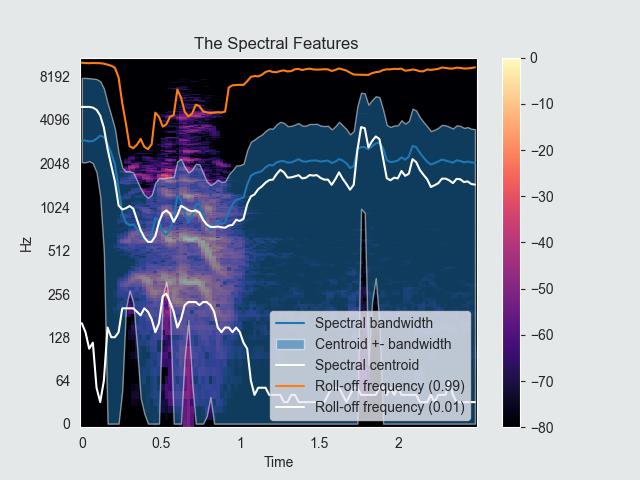 The Spectral Features
8192
4096
2048
1024
512
256
128
64
0
Hz
0
0.5
1
1.5
2
Time
Spectral bandwidth
Centroid +- bandwidth
Spectral centroid
Roll-off frequency (0.99)
Roll-off frequency (0.01)
0
−10
−20
−30
−40
−50
−60
−70
−80